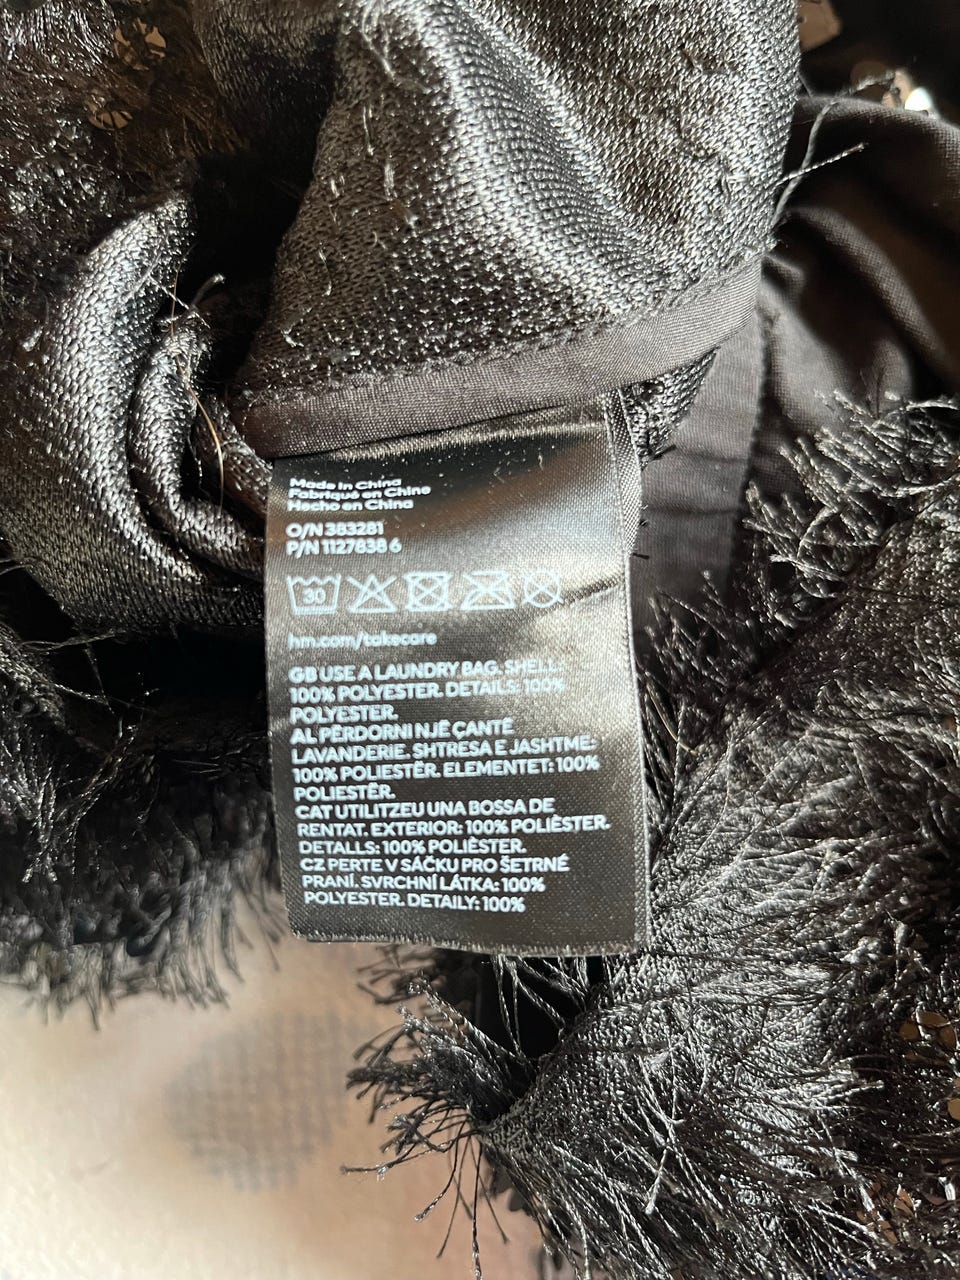 Made in China
Fabriqué en Chine
Hecho en China
O/N 383281
P/N 1127838 6
30
hm.com/takecare
GB USE A LAUNDRY BAG. SHELL:
100% POLYESTER. DETAILS: 100%
POLYESTER.
AL PËRDORNI NJË ÇANTË
LAVANDERIE. SHTRESA E JASHTME:
100% POLIESTËR. ELEMENTET: 100%
POLIESTËR.
CAT UTILITZEU UNA BOSSA DE
RENTAT. EXTERIOR: 100% POLIÈSTER.
DETALLS: 100% POLIÈSTER.
CZ PERTE V SÁČKU PRO ŠETRNÉ
PRANÍ. SVRCHNÍ LÁTKA: 100%
POLYESTER. DETAILY: 100%